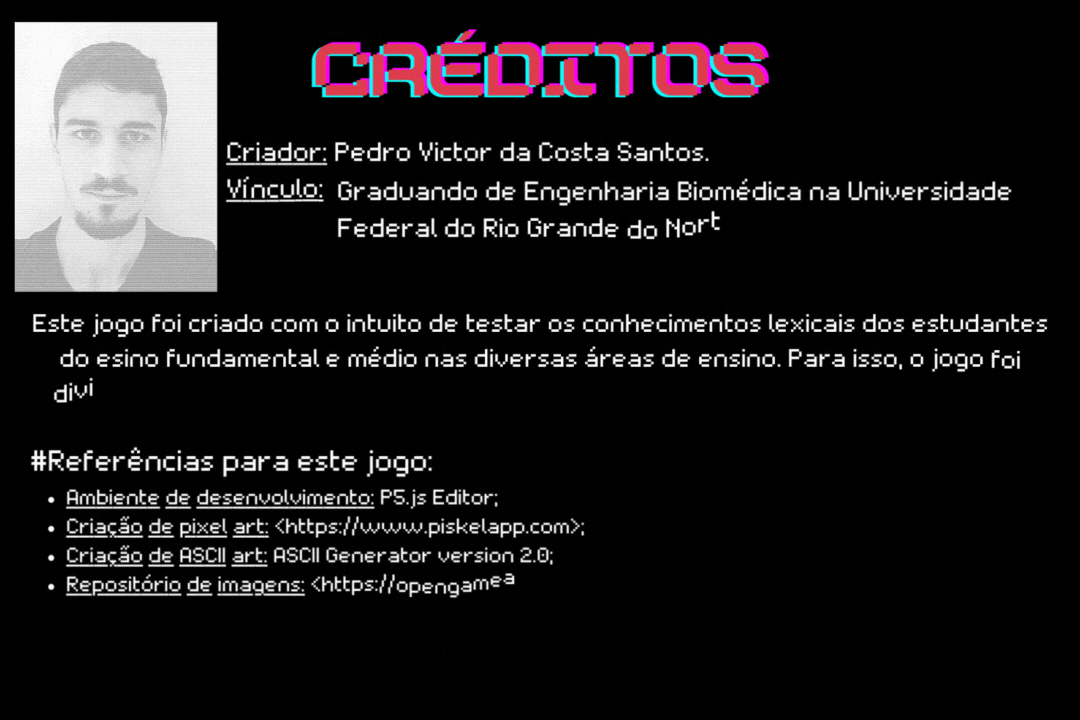 CRÉDITOS
Criador: Pedro Victor da Costa Santos.
Vínculo: Graduando de Engenharia Biomédica na Universidade
Federal do Rio Grande do Nort
Este jogo foi criado com o intuito de testar os conhecimentos lexicais dos estudantes
do esino fundamental e médio nas diversas áreas de ensino. Para isso, o jogo foi
divi
#Referências para este jogo:
• Ambiente de desenvolvimento: P5.js Editor;
• Criação de pixel art: <https://www.piskelapp.com>;
• Criação de ASCII art: ASCII Generator version 2.0;
• Repositório de imagens: <https://opengamea